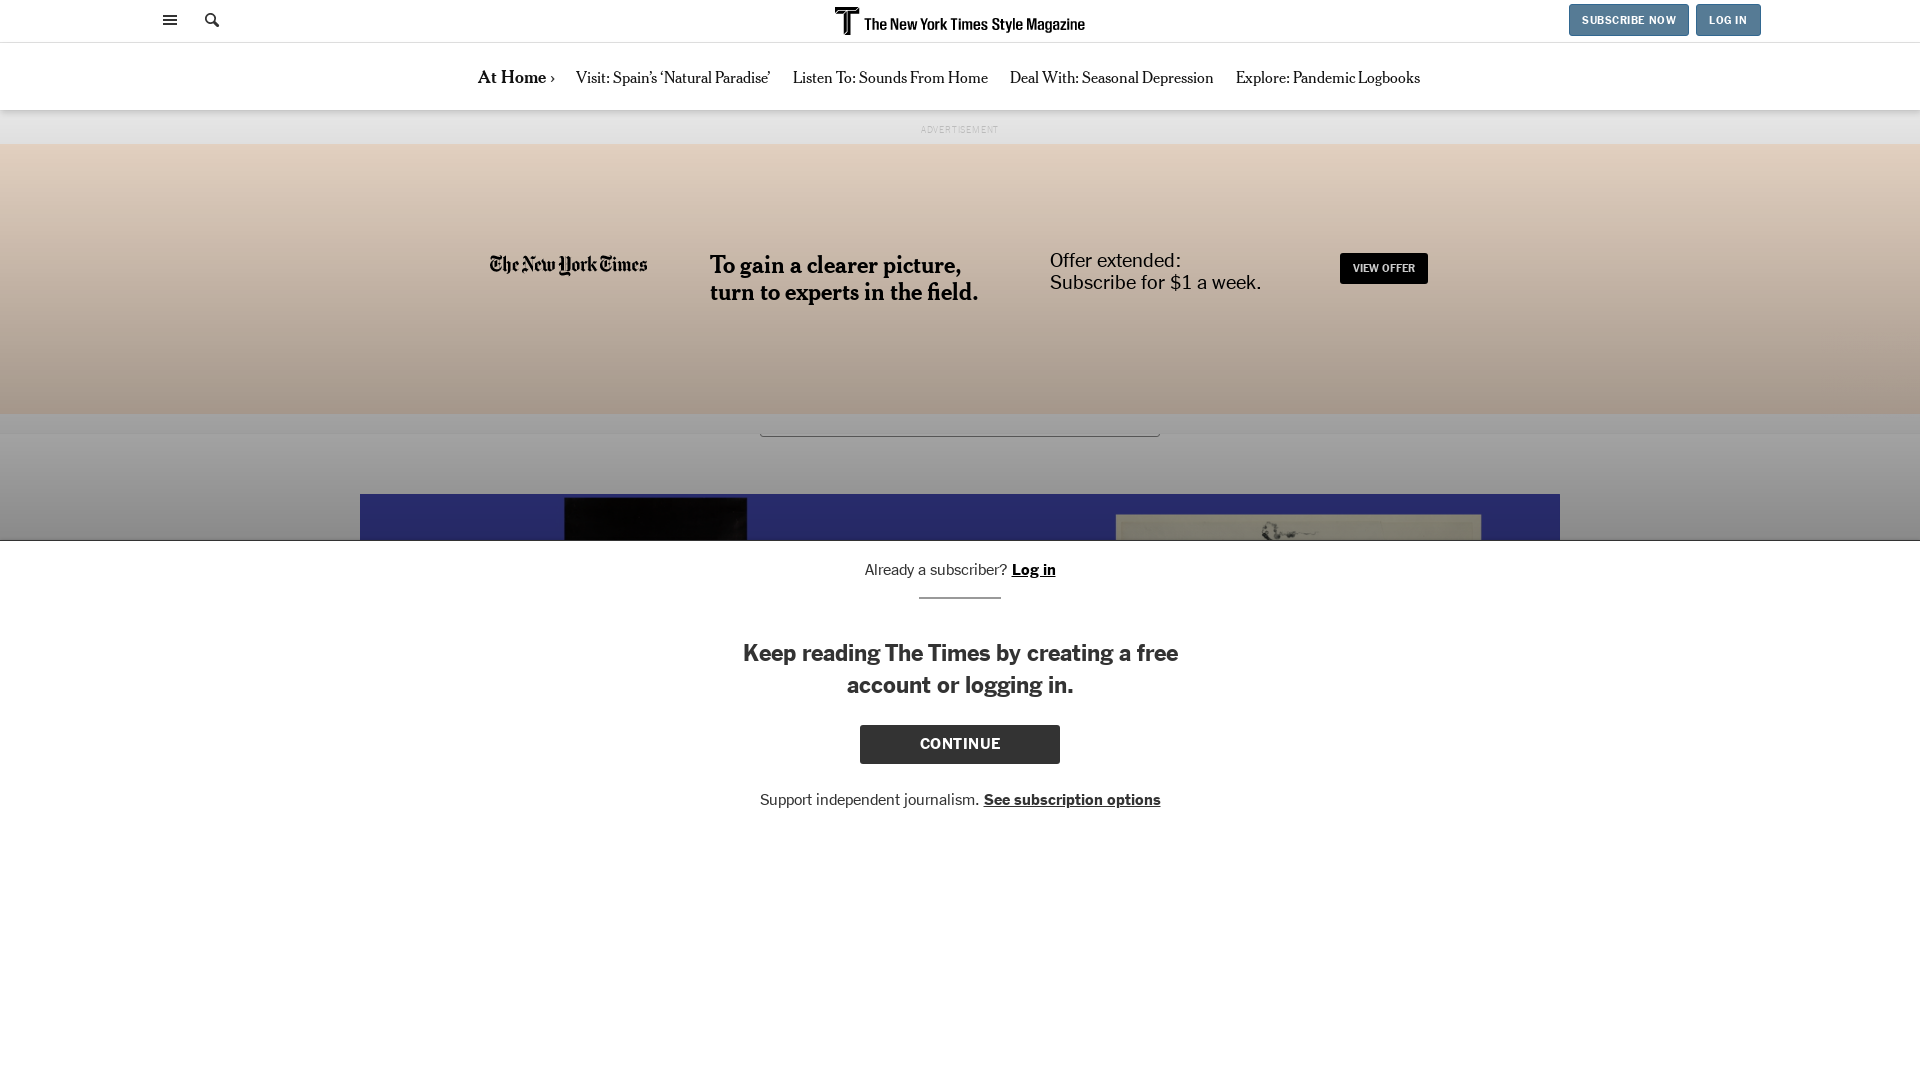 T The New York Times Style Magazine
SUBSCRIBE NOW
LOG IN
At Home ›
Visit: Spain's ‘Natural Paradise’
Listen To: Sounds From Home
Deal With: Seasonal Depression
Explore: Pandemic Logbooks
ADVERTISEMENT
The New York Times
To gain a clearer picture,
turn to experts in the field.
Offer extended:
Subscribe for $1 a week.
VIEW OFFER
Already a subscriber? Log in
Keep reading The Times by creating a free
account or logging in.
CONTINUE
Support independent journalism. See subscription options